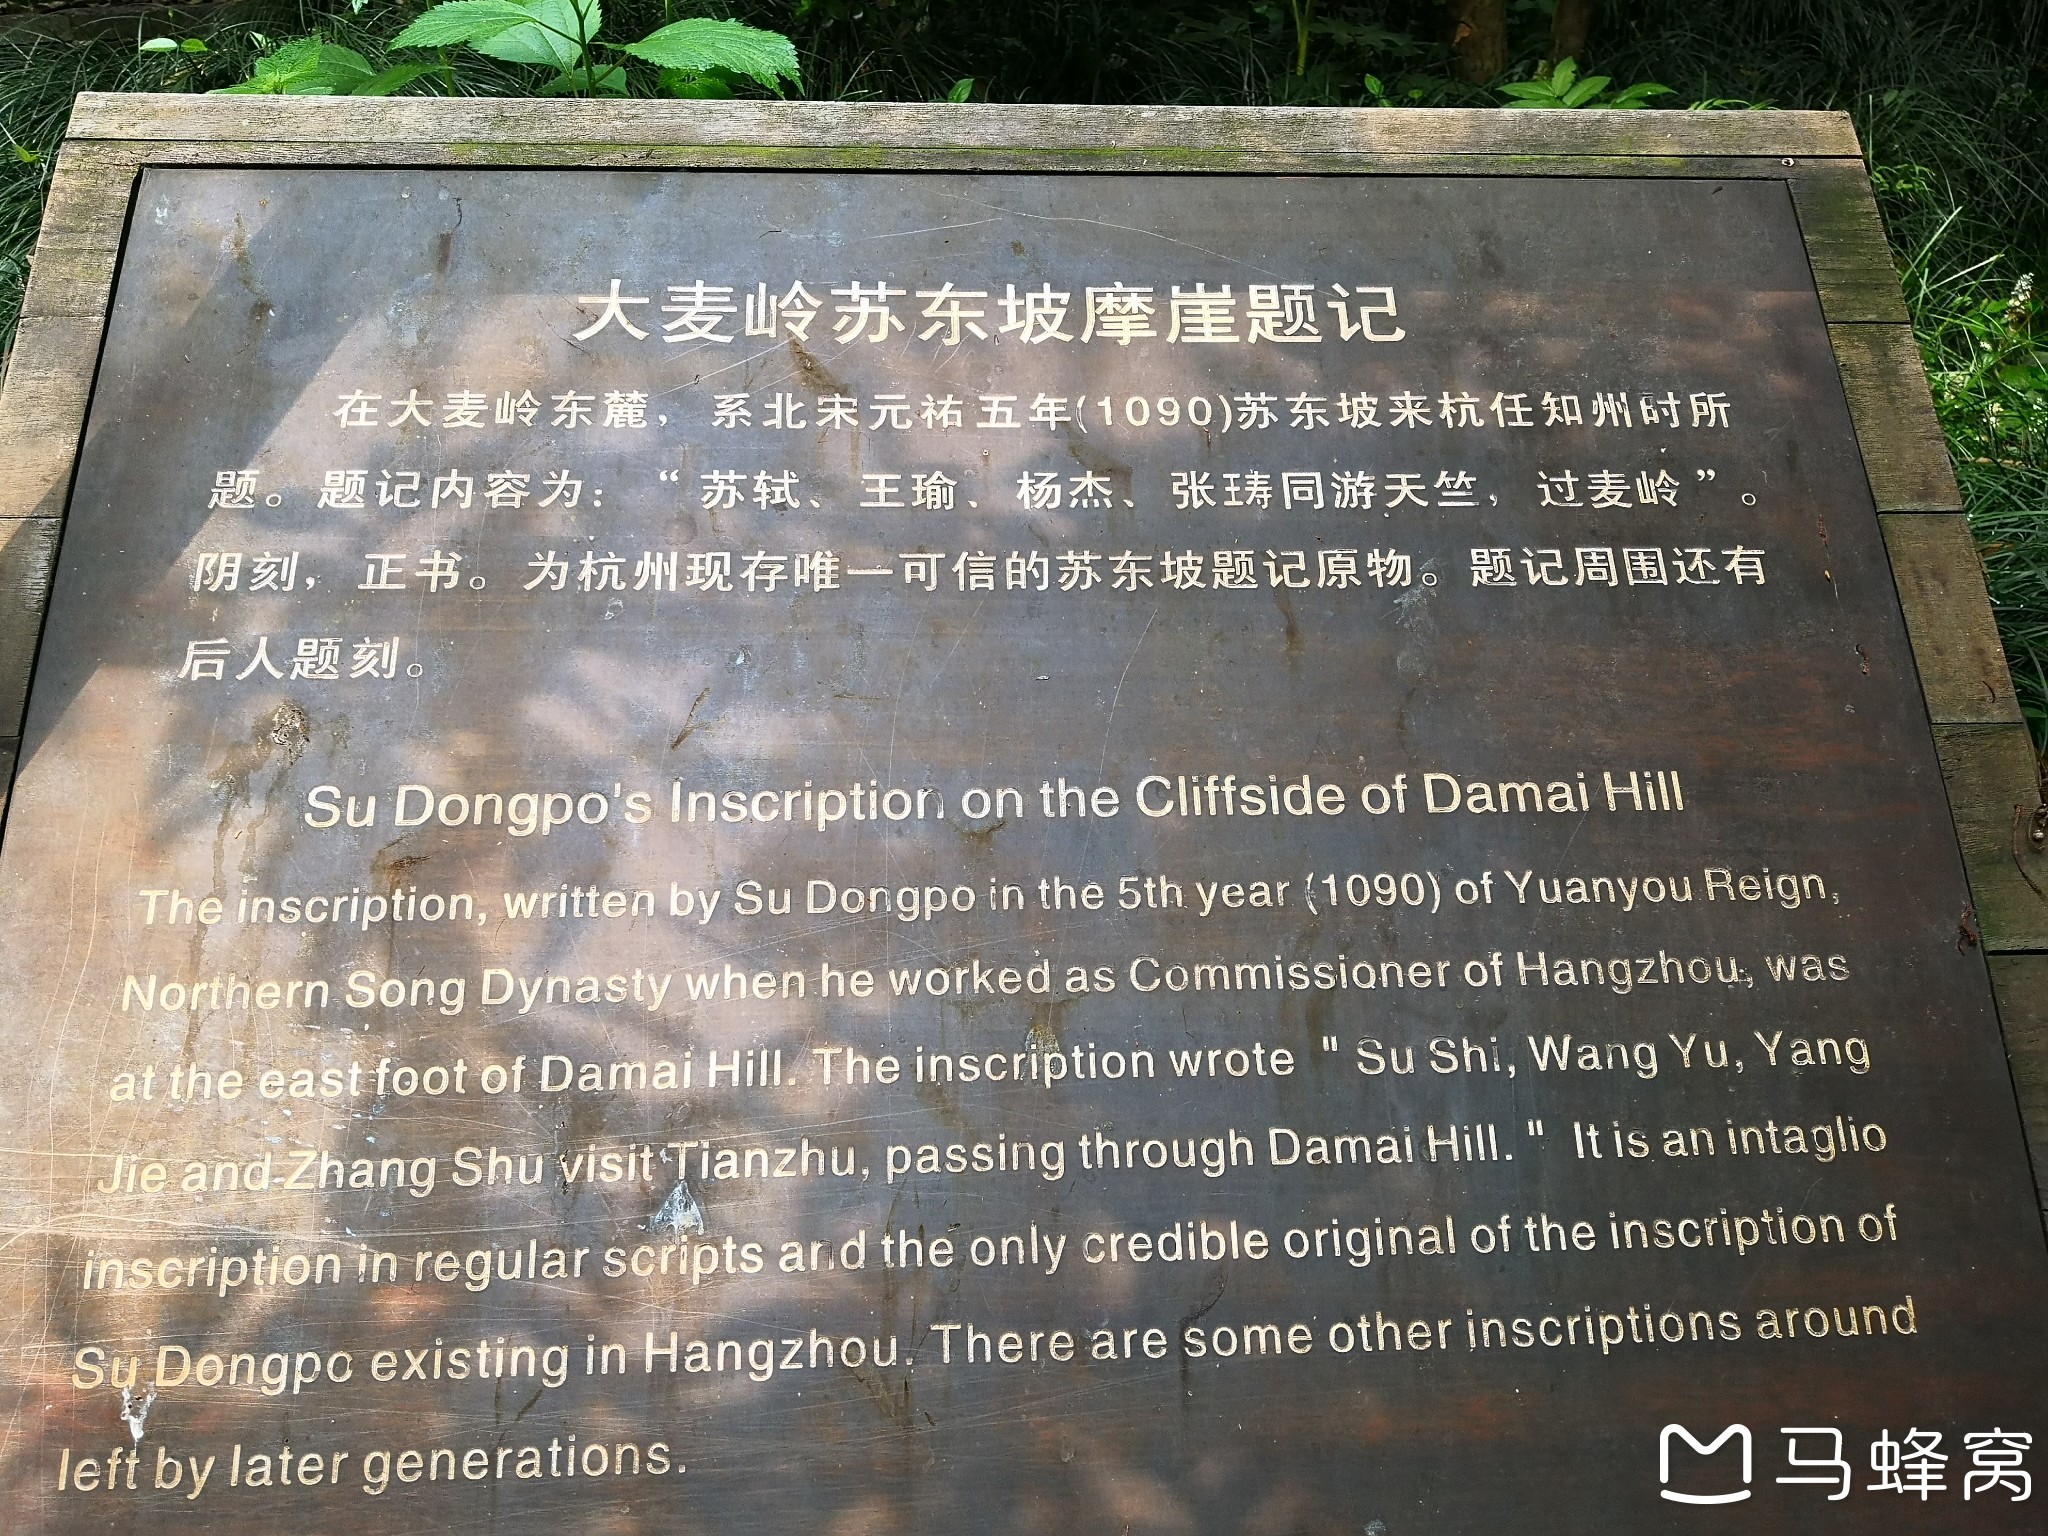 大麦岭苏东坡摩崖题记
在大麦岭东麓，系北宋元祐五年(1090)苏东坡来杭任知州时所
题。题记内容为：“苏轼、王瑜、杨杰、张璹同游天竺，过麦岭”。
阴刻，正书。为杭州现存唯一可信的苏东坡题记原物。题记周围还有
后人题刻。
Su Dongpo's Inscription on the Cliffside of Damai Hill
The inscription, written by Su Dongpo in the 5th year (1090) of Yuanyou Reign,
Northern Song Dynasty when he worked as Commissioner of Hangzhou, was
at the east foot of Damai Hill. The inscription wrote " Su Shi, Wang Yu, Yang
Jie and Zhang Shu visit Tianzhu, passing through Damai Hill. " It is an intaglio
inscription in regular scripts and the only credible original of the inscription of
Su Dongpo existing in Hangzhou. There are some other inscriptions around
left by later generations.
马蜂窝